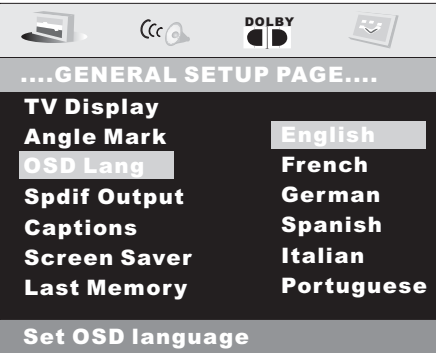 DOLBY
....GENERAL SETUP PAGE....
TV Display
Angle Mark
OSD Lang
Spdif Output
Captions
Screen Saver
Last Memory
English
French
German
Spanish
Italian
Portuguese
Set OSD language